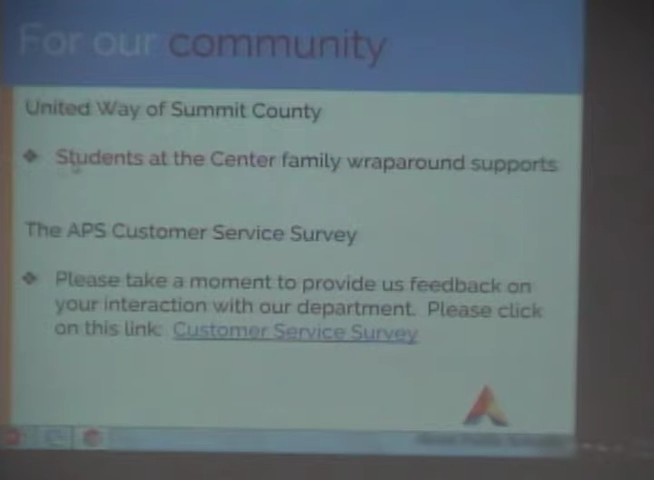 For our community
United Way of Summit County
❖ Students at the Center family wraparound supports
The APS Customer Service Survey
❖ Please take a moment to provide us feedback on
your interaction with our department. Please click
on this link: Customer Service Survey